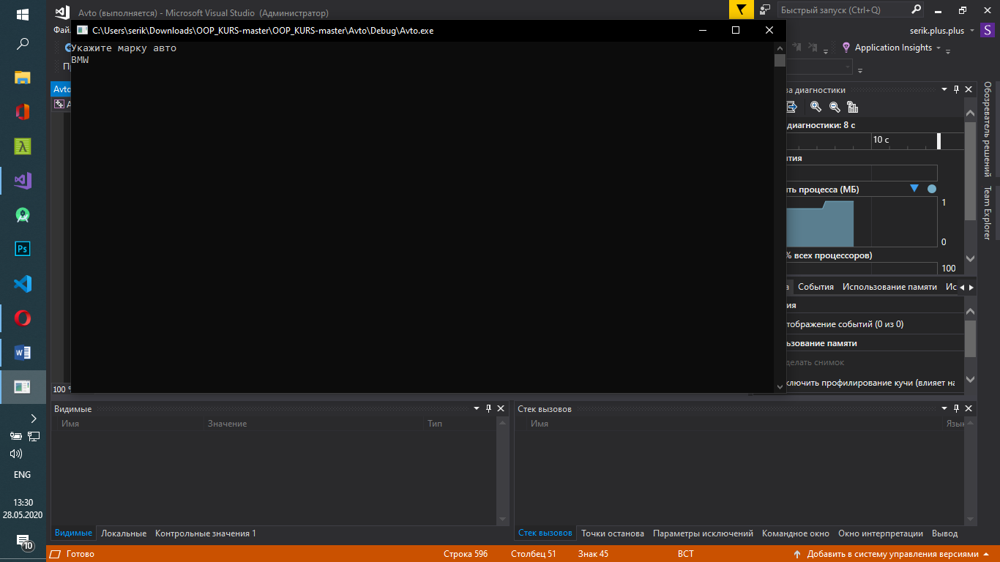 Avto (выполняется) - Microsoft Visual Studio (Администратор)
Быстрый запуск (Ctrl+Q)
Фай
C:\Users\serik\Downloads\OOP_KURS-master\OOP_KURS-master\Avto\Debug\Avto.exe
serik.plus.plus
S
Укажите марку авто
BMW
Application Insights
П
Avto
А
а диагностики
диагностики: 8 с
10 с
тия
ть процесса (МБ)
1
0
% всех процессоров)
100
а
События
Использование памяти
Ис
ия
тображение событий (0 из 0)
льзование памяти
делать снимок
ключить профилирование кучи (влияет на
Обозреватель решений
Team Explorer
100 %
Видимые
Имя
Значение
Тип
Стек вызовов
Имя
Язык
Видимые
Локальные
Контрольные значения 1
Стек вызовов
Точки останова
Параметры исключений
Командное окно
Окно интерпретации
Вывод
Готово
Строка 596
Столбец 51
Знак 45
ВСТ
Добавить в систему управления версиями
Ps
ENG
13:30
28.05.2020
10